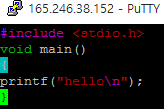 165.246.38.152 - PuTTY
#include <stdio.h>
void main()
{
printf("hello\n");
}